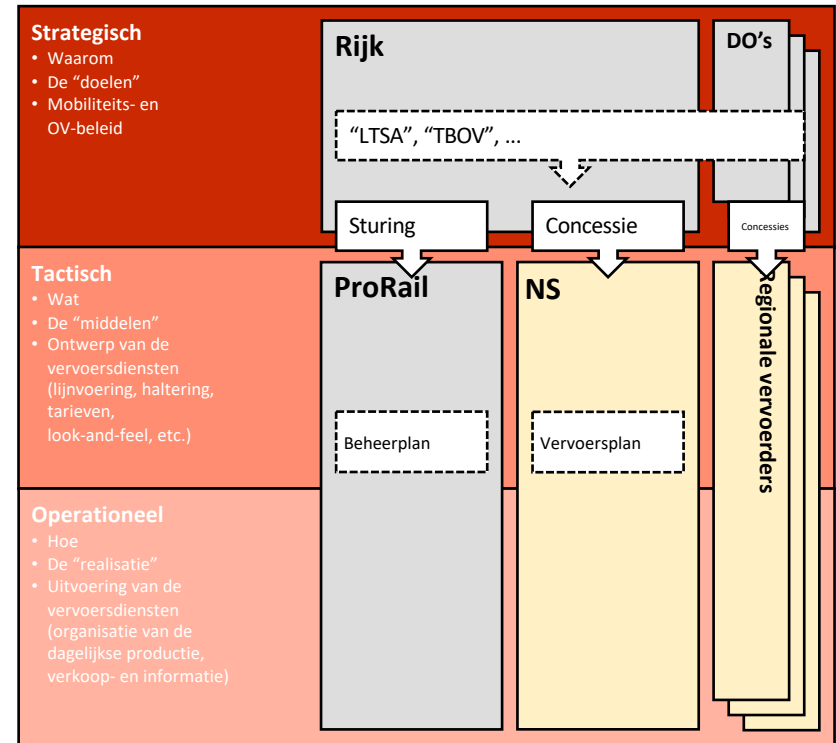 Strategisch
• Waarom
• De “doelen”
• Mobiliteits- en
OV-beleid
Rijk
DO’s
“LTSA”, “TBOV”, ...
Sturing
Concessie
Concessies
Tactisch
• Wat
• De “middelen”
• Ontwerp van de
vervoersdiensten
(lijnvoering, haltering,
tarieven,
look-and-feel, etc.)
ProRail
NS
Regionale vervoerders
Beheerplan
Vervoersplan
Operationeel
• Hoe
• De “realisatie”
• Uitvoering van de
vervoersdiensten
(organisatie van de
dagelijkse productie,
verkoop- en informatie)